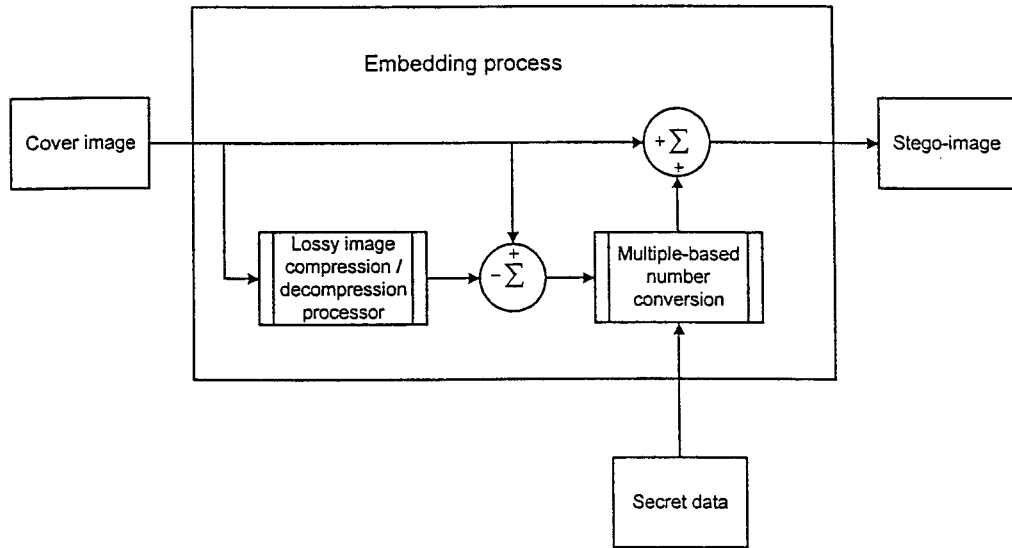 Embedding process
Cover image
+ Σ
+
Stego-image
Lossy image
compression /
decompression
processor
+
- Σ
Multiple-based
number
conversion
Secret data